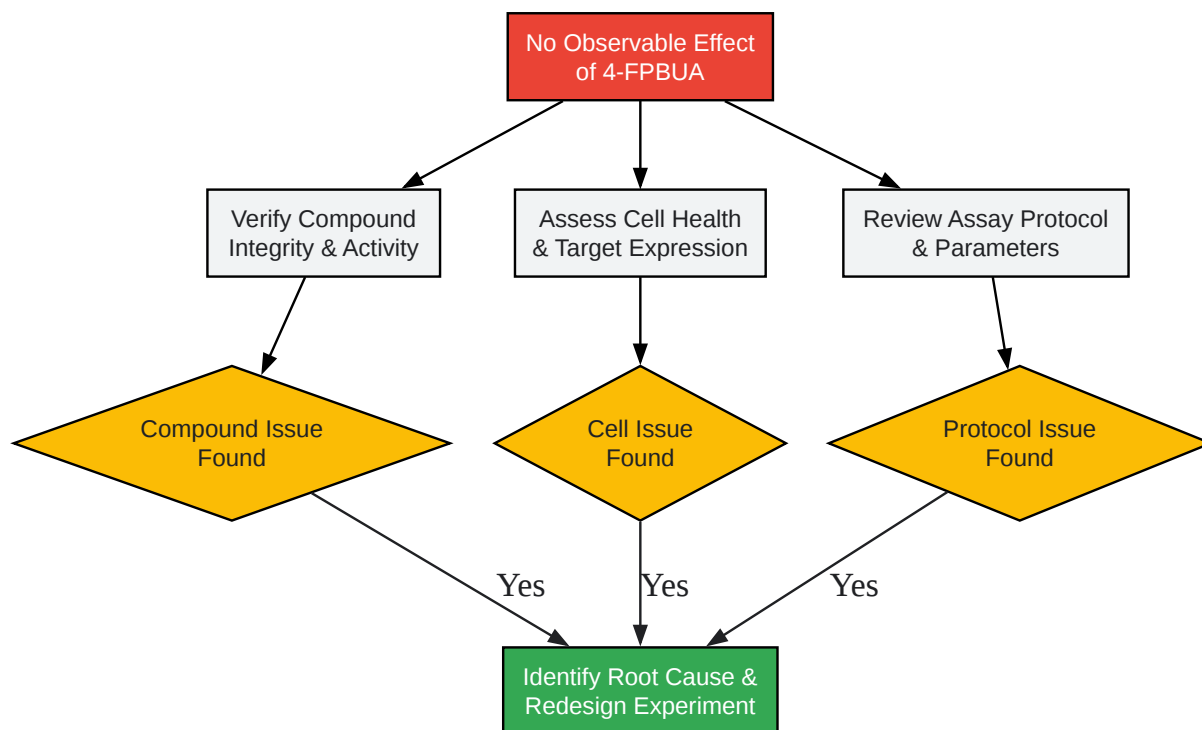 No Observable Effect
of 4-FPBUA
Verify Compound
Integrity & Activity
Assess Cell Health
& Target Expression
Review Assay Protocol
& Parameters
Compound Issue
Found
Cell Issue
Found
Protocol Issue
Found
Yes
Yes
Yes
Identify Root Cause &
Redesign Experiment